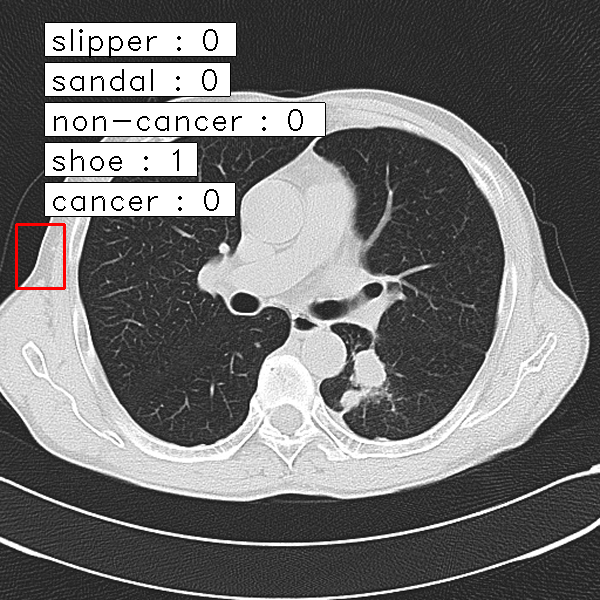 slipper : 0
sandal : 0
non-cancer : 0
shoe : 1
cancer : 0